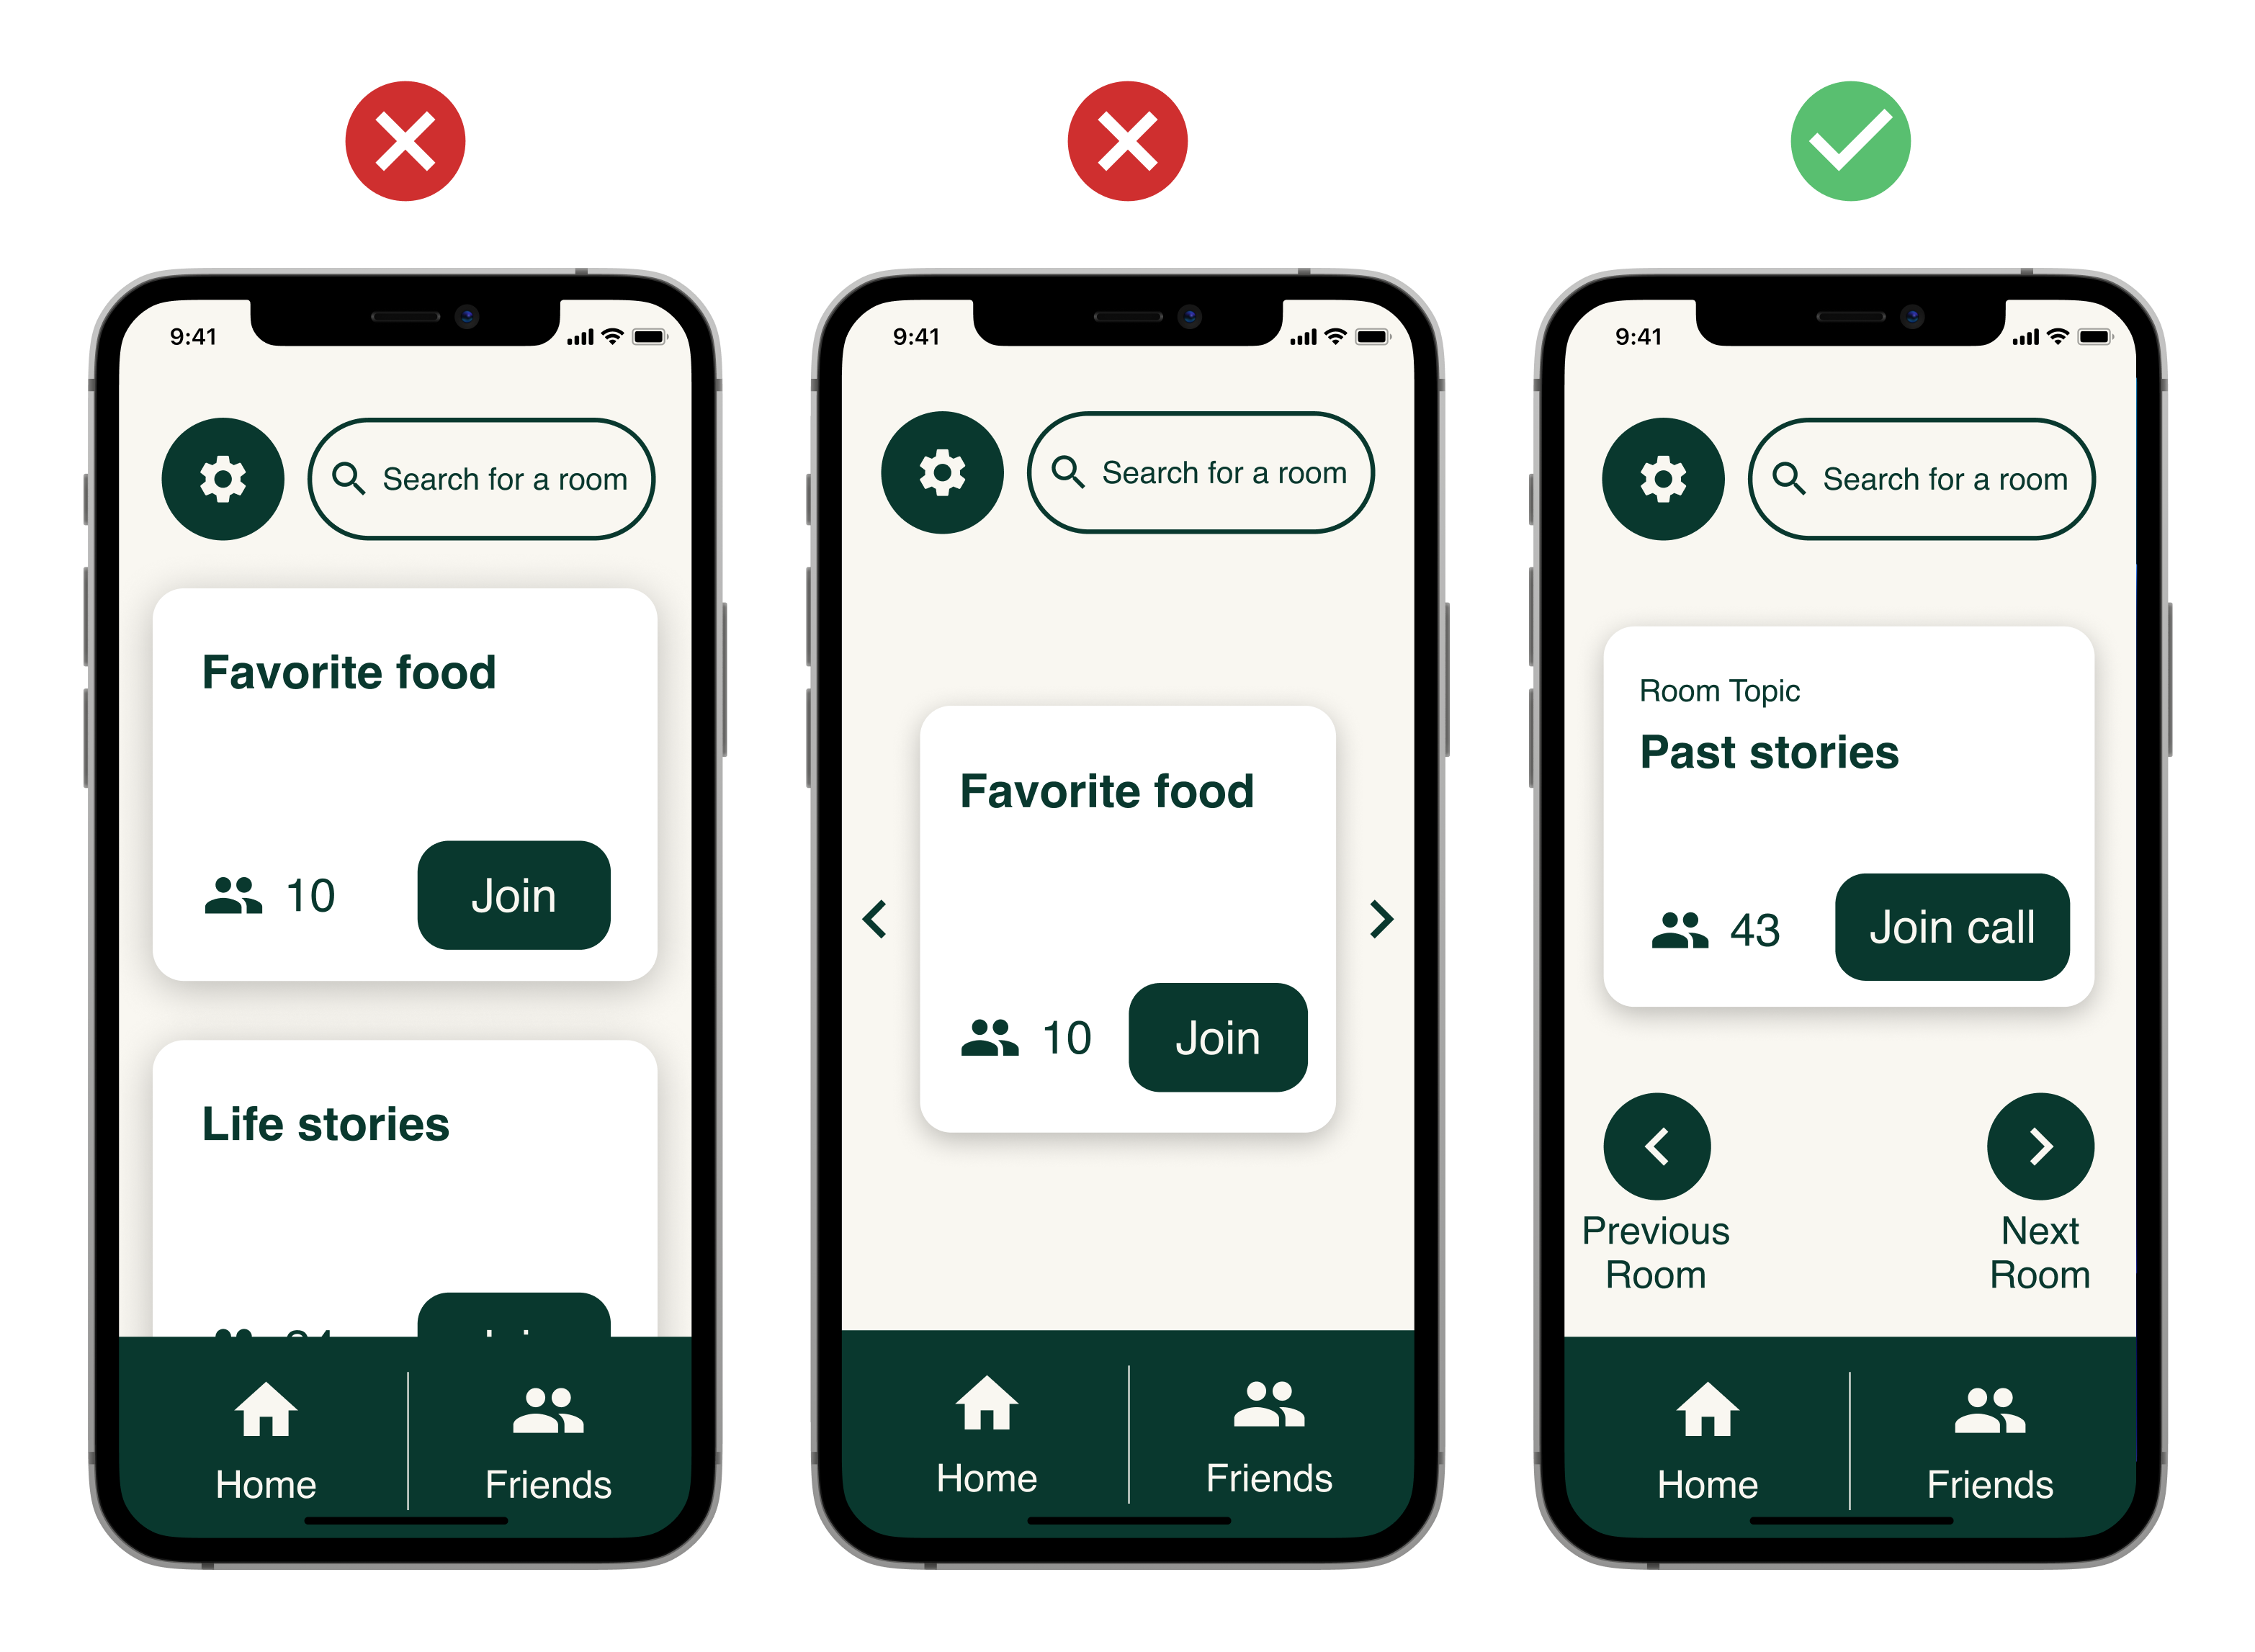 9:41
Search for a room
Favorite food
10
Join
Life stories
Home
Friends
9:41
Search for a room
Favorite food
10
Join
Home
Friends
9:41
Search for a room
Room Topic
Past stories
43
Join call
Previous
Room
Next
Room
Home
Friends